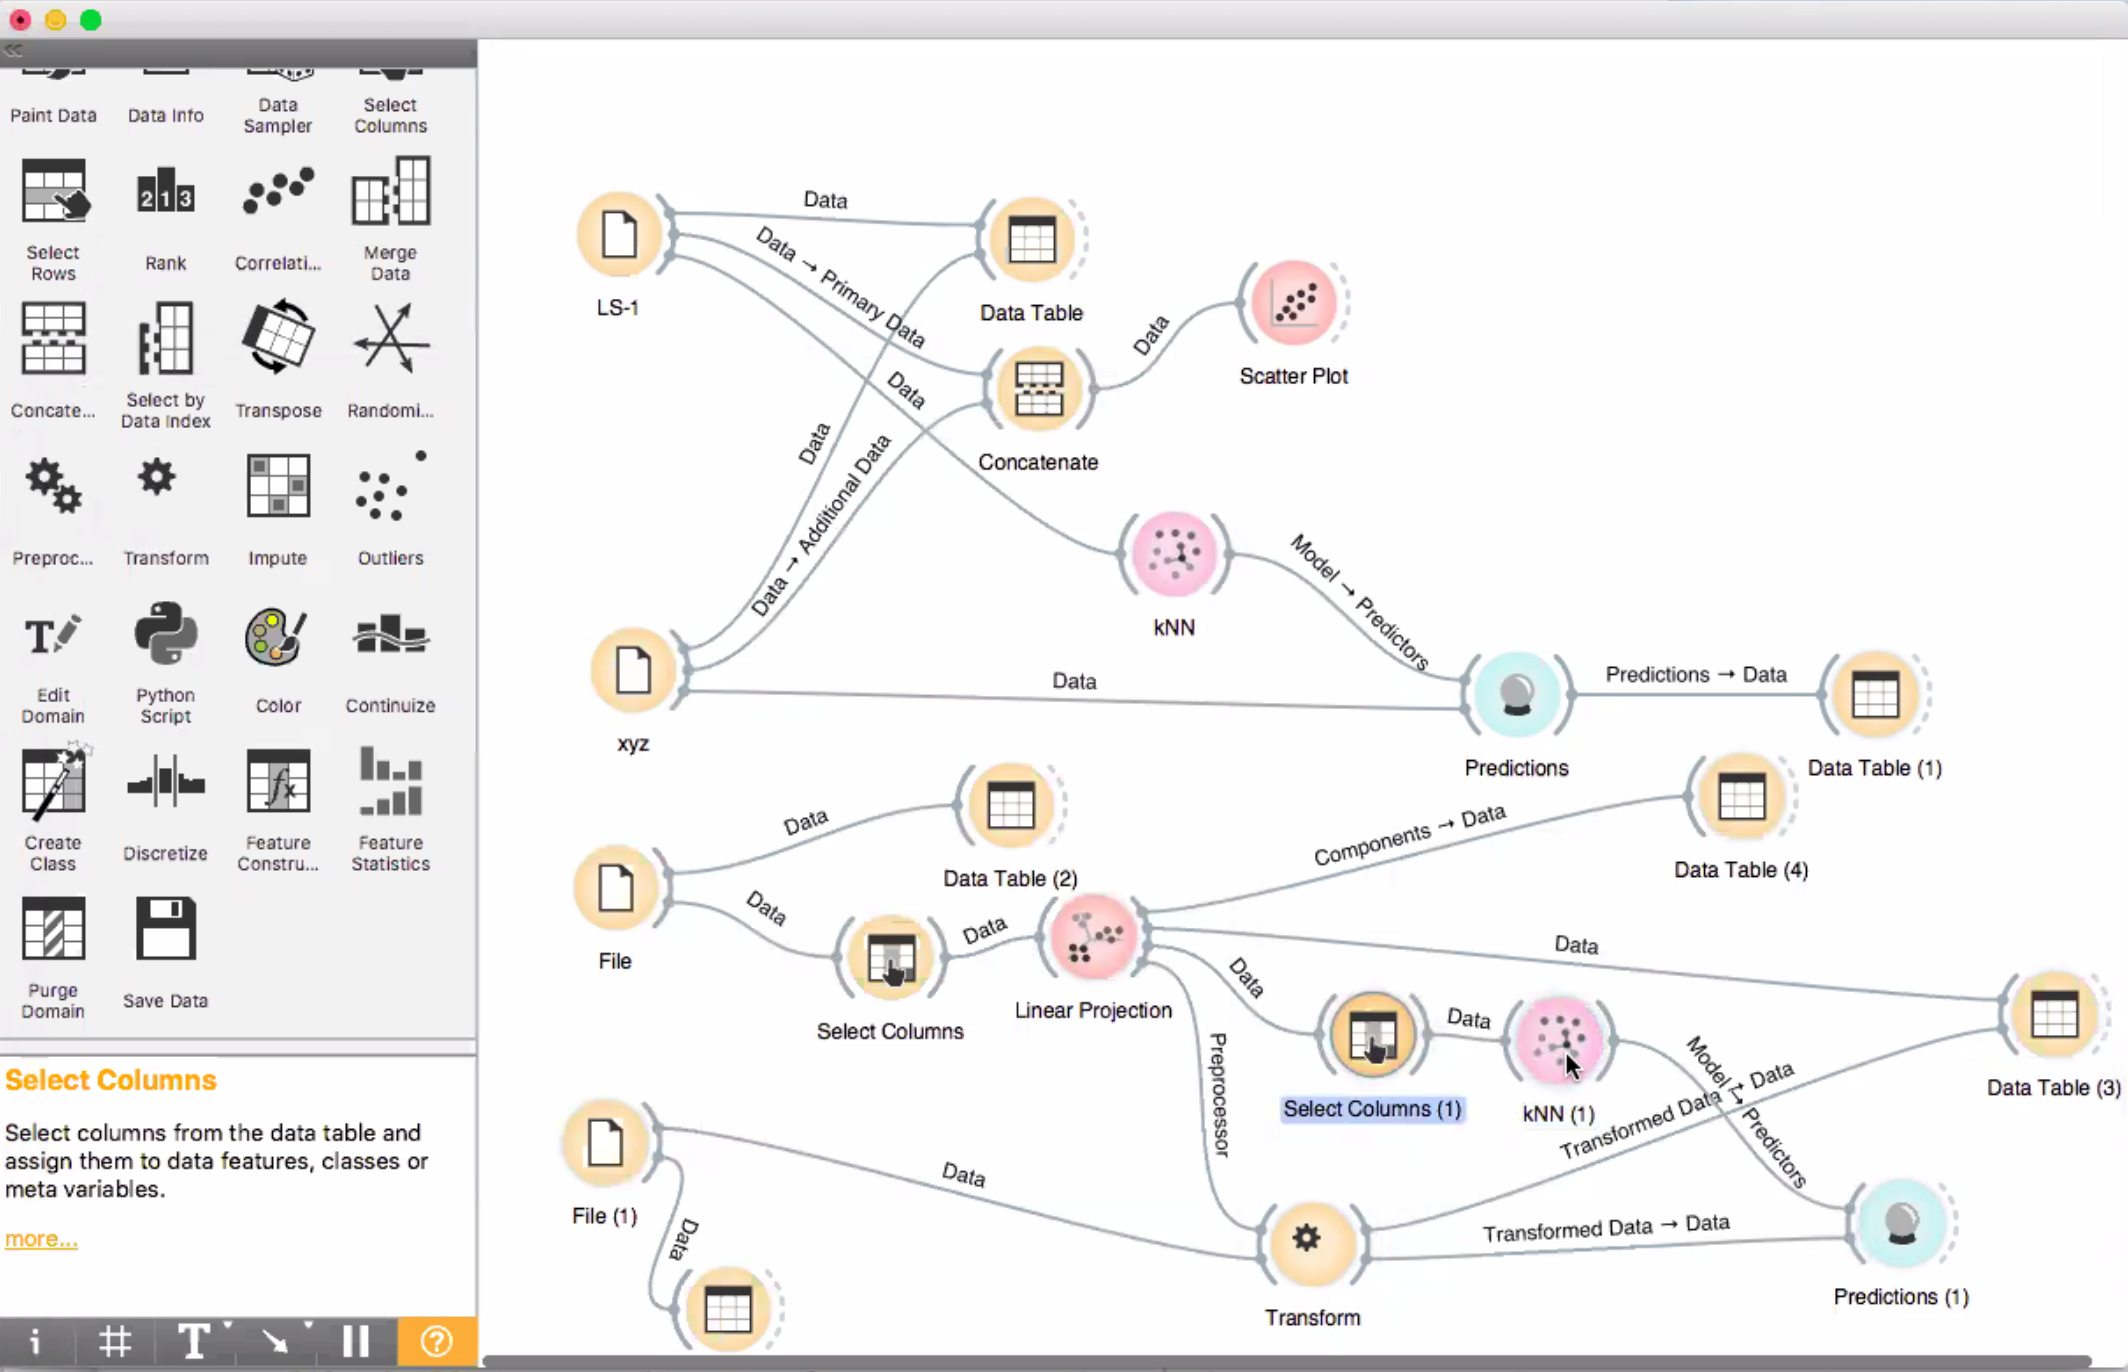 Paint Data
Data Info
Data
Sampler
Select
Columns
Select
Rows
2 1 3
Rank
Correlati...
Merge
Data
Concate...
Select by
Data Index
Transpose
Randomi...
Preproc...
Transform
Impute
Outliers
T
Edit
Domain
Python
Script
Color
Continuize
Create
Class
Discretize
fx
Feature
Constru...
Feature
Statistics
Purge
Domain
Save Data
Select Columns
Select columns from the data table and
assign them to data features, classes or
meta variables.
more...
i
#
T
?
LS-1
Data
Data → Primary Data
Data
Data Table
Data
Scatter Plot
Concatenate
Data
Data → Additional Data
kNN
Model → Predictors
xyz
Data
Predictions
Predictions → Data
Data Table (1)
Data
Data Table (2)
Components → Data
Data Table (4)
File
Data
Select Columns
Data
Linear Projection
Data
Data
Data Table (3)
Preprocessor
Select Columns (1)
Data
kNN (1)
Model → Predictors
Transformed Data → Data
File (1)
Data
Data
Transform
Transformed Data → Data
Predictions (1)